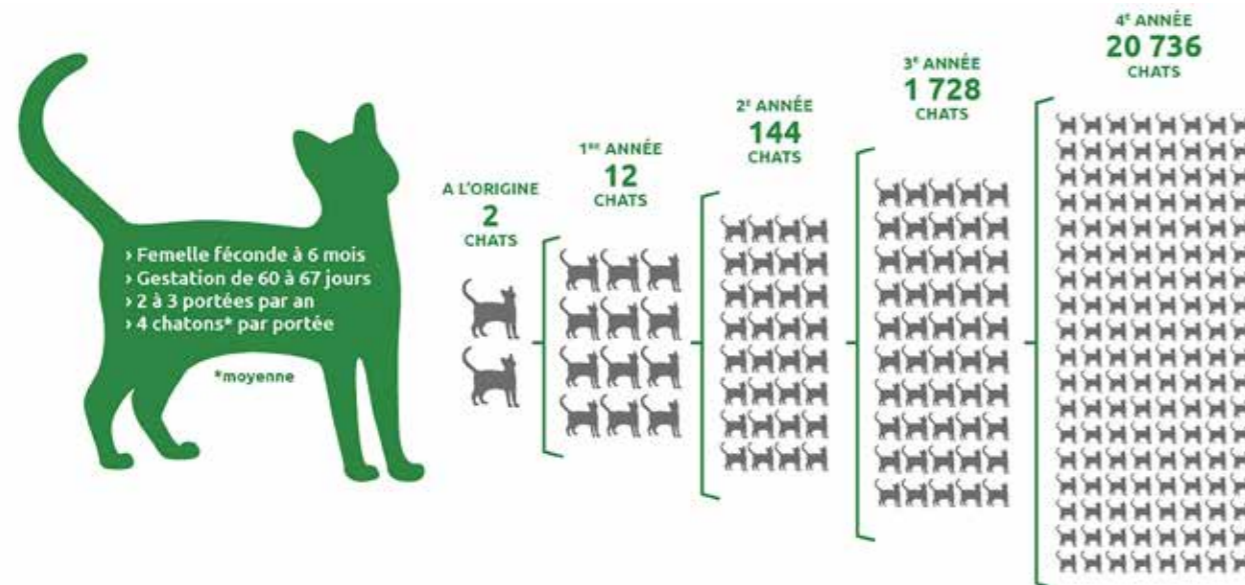 › Femelle féconde à 6 mois
› Gestation de 60 à 67 jours
› 2 à 3 portées par an
› 4 chatons* par portée
*moyenne
A L'ORIGINE
2
CHATS
1re ANNÉE
12
CHATS
2e ANNÉE
144
CHATS
3e ANNÉE
1 728
CHATS
4e ANNÉE
20 736
CHATS